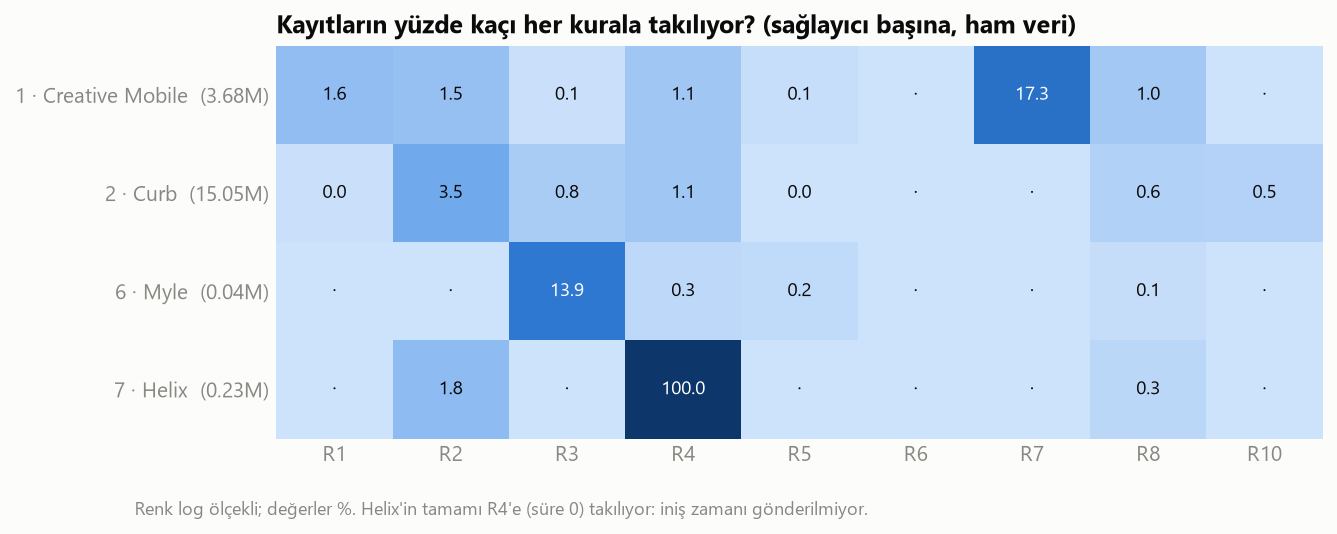 Kayıtların yüzde kaçı her kurala takılıyor? (sağlayıcı başına, ham veri)
1 · Creative Mobile (3.68M) 1.6 1.5 0.1 1.1 0.1 · 17.3 1.0 ·
2 · Curb (15.05M) 0.0 3.5 0.8 1.1 0.0 · · 0.6 0.5
6 · Myle (0.04M) · · 13.9 0.3 0.2 · · 0.1 ·
7 · Helix (0.23M) · 1.8 · 100.0 · · · 0.3 ·
R1 R2 R3 R4 R5 R6 R7 R8 R10
Renk log ölçekli; değerler %. Helix'in tamamı R4'e (süre 0) takılıyor: iniş zamanı gönderilmiyor.